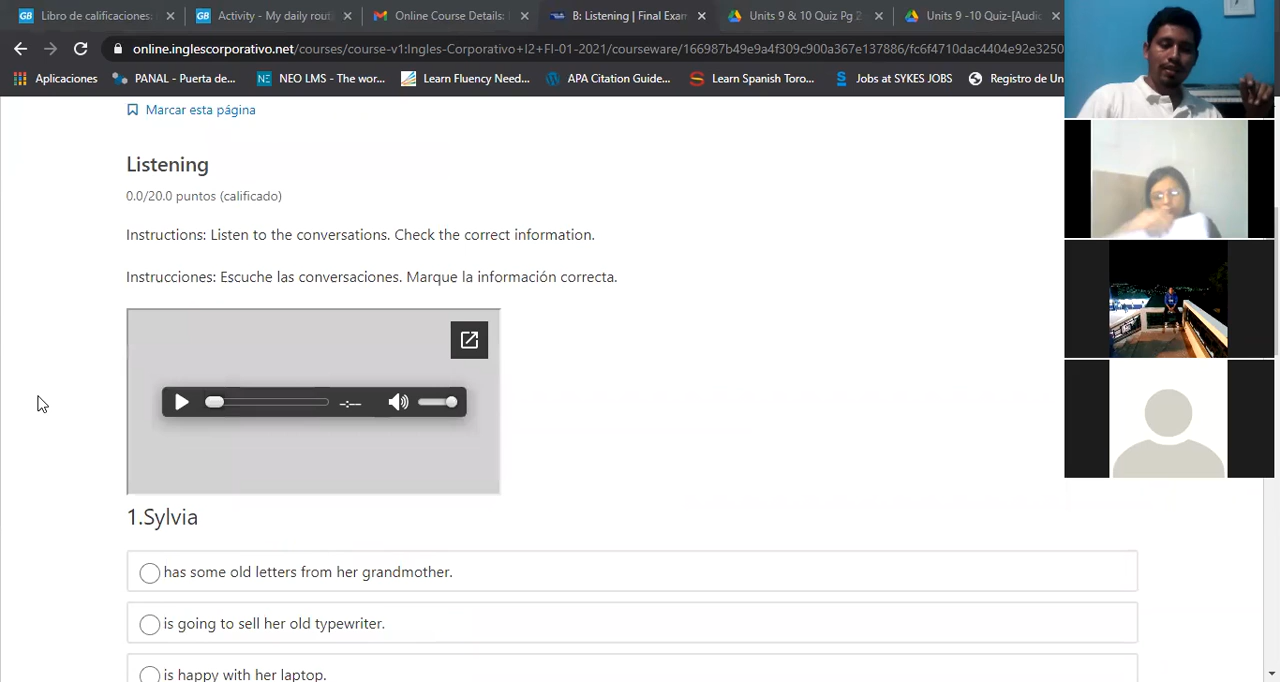 Libro de calificaciones:
Activity - My daily rout
Online Course Details:
B: Listening | Final Exam
Units 9 & 10 Quiz Pg 2
Units 9 -10 Quiz-[Audio
online.inglescorporativo.net/courses/course-v1:Ingles-Corporativo+I2+FI-01-2021/courseware/166987b49e9a4f309c900a367e137886/fc6f4710dac4404e92e3250
Aplicaciones
PANAL - Puerta de...
NEO LMS - The wor...
Learn Fluency Need...
APA Citation Guide...
Learn Spanish Toro...
Jobs at SYKES JOBS
Registro de Un
Marcar esta página
Listening
0.0/20.0 puntos (calificado)
Instructions: Listen to the conversations. Check the correct information.
Instrucciones: Escuche las conversaciones. Marque la información correcta.
-:--
1.Sylvia
has some old letters from her grandmother.
is going to sell her old typewriter.
is happy with her laptop.